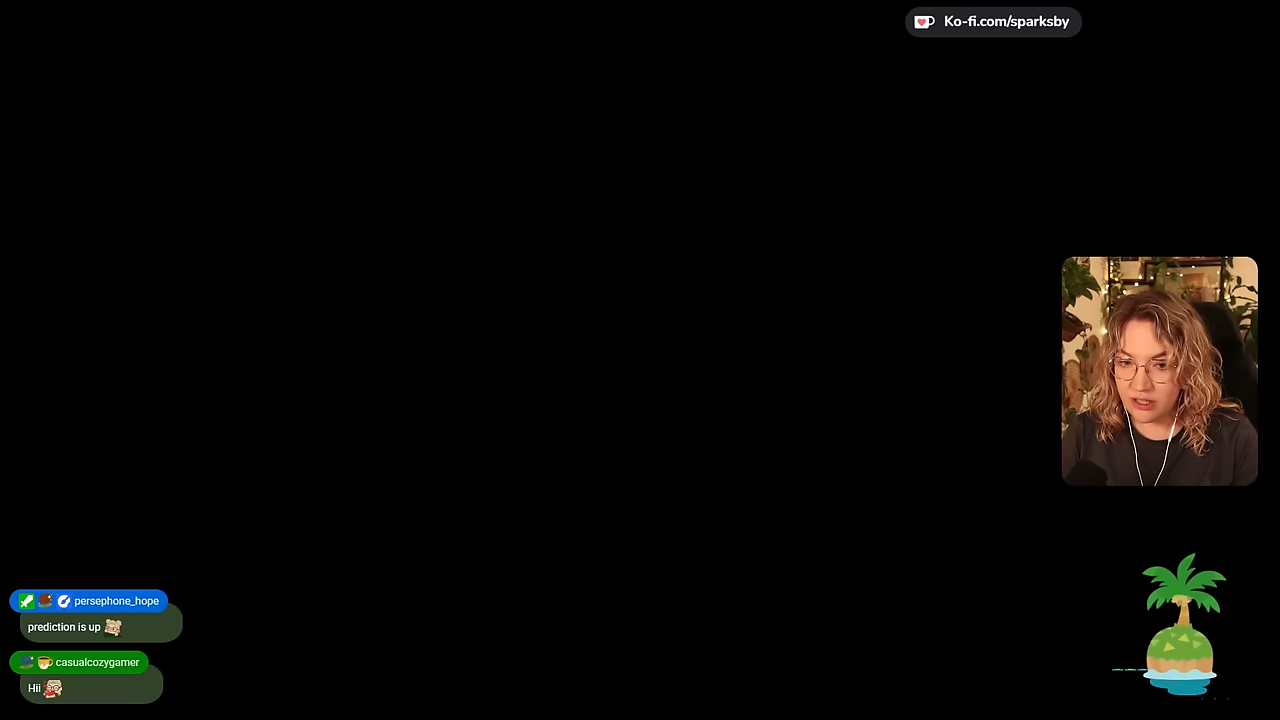 Ko-fi.com/sparksby
persephone_hope
prediction is up
casualcozygamer
Hii